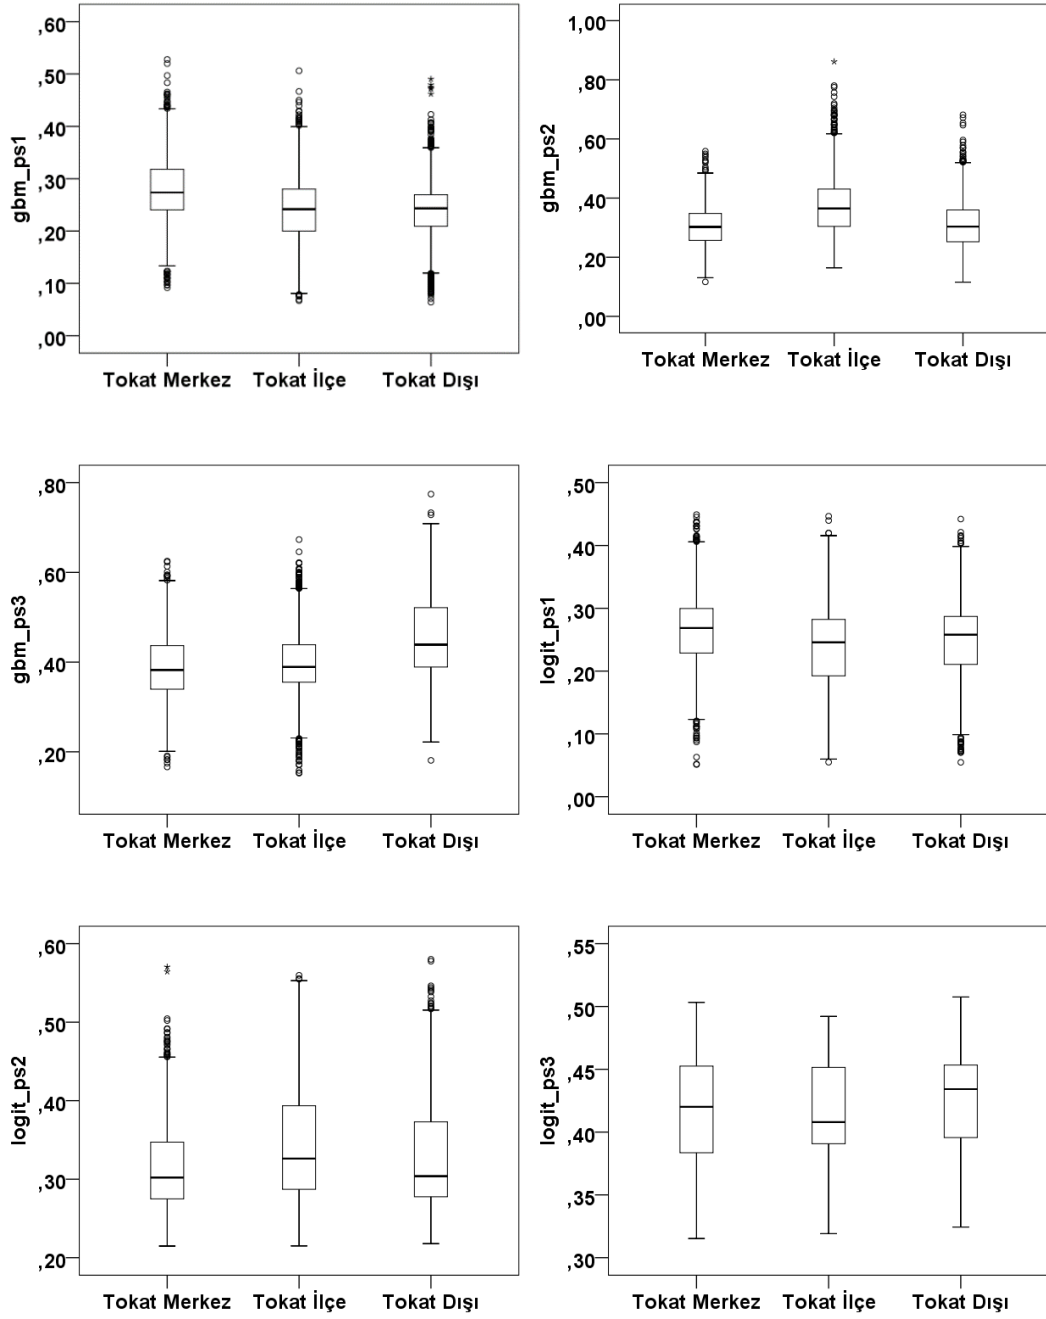 gbm_ps1
,60
,50
,40
,30
,20
,10
,00
Tokat Merkez Tokat İlçe Tokat Dışı
gbm_ps2
1,00
,80
,60
,40
,20
,00
Tokat Merkez Tokat İlçe Tokat Dışı
gbm_ps3
,80
,60
,40
,20
Tokat Merkez Tokat İlçe Tokat Dışı
logit_ps1
,50
,40
,30
,20
,10
,00
Tokat Merkez Tokat İlçe Tokat Dışı
logit_ps2
,60
,50
,40
,30
,20
Tokat Merkez Tokat İlçe Tokat Dışı
logit_ps3
,55
,50
,45
,40
,35
,30
Tokat Merkez Tokat İlçe Tokat Dışı